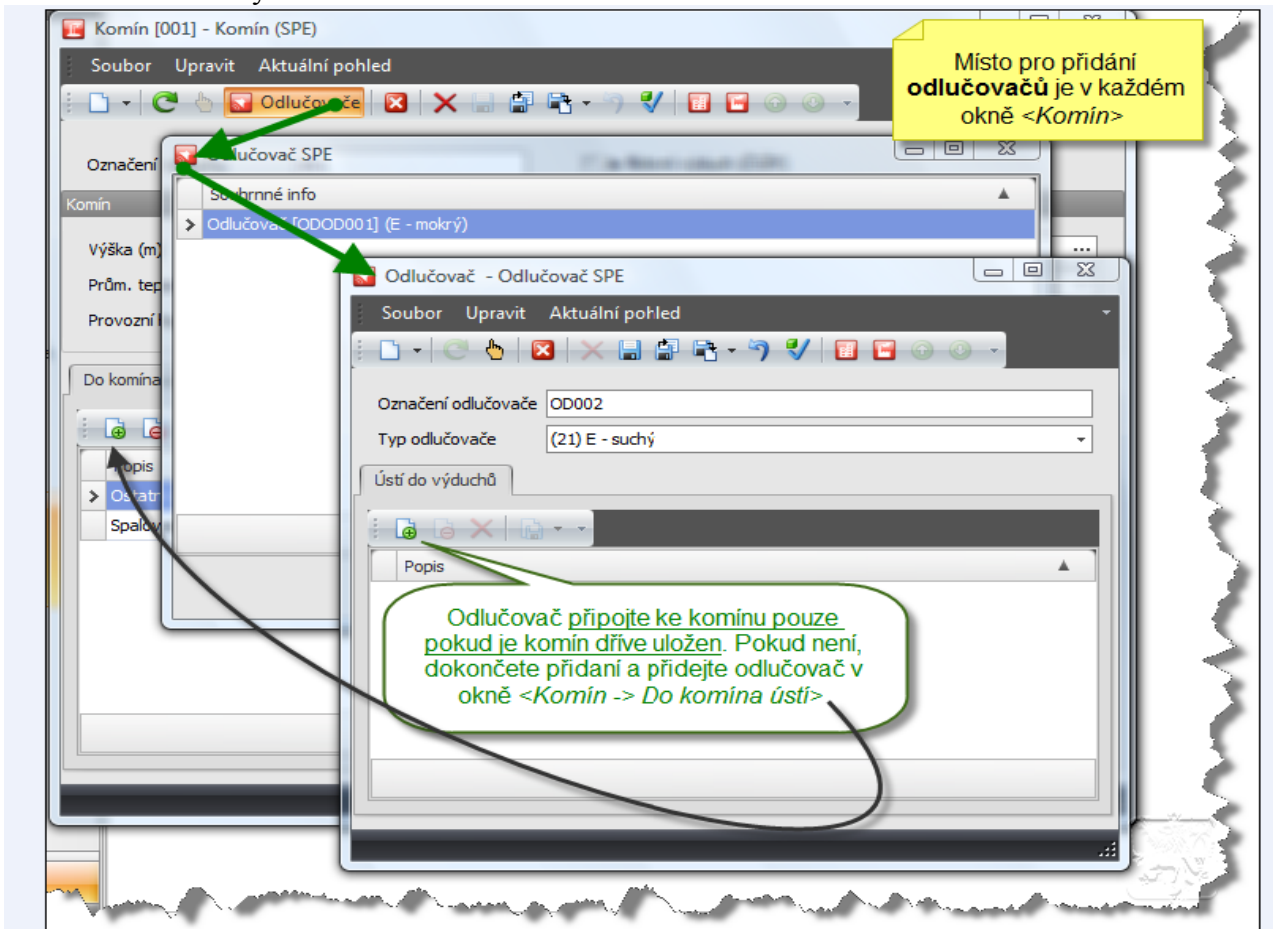 Komín [001] - Komín (SPE)
Soubor Upravit Aktuální pohled
Odlučovače
Místo pro přidání
odlučovačů je v každém
okně <Komín>
Označení
Odlučovač SPE
Souhrnné info
Komín
Odlučovač [ODOD001] (E - mokrý)
Výška (m)
Prům. tep
Provozní
Do komína
Popis
Ostatn
Spalov
Odlučovač - Odlučovač SPE
Soubor Upravit Aktuální pohled
Označení odlučovače OD002
Typ odlučovače (21) E - suchý
Ústí do výduchů
Popis
Odlučovač připojte ke komínu pouze
pokud je komín dříve uložen. Pokud není,
dokončete přidaní a přidejte odlučovač v
okně <Komín -> Do komína ústí>